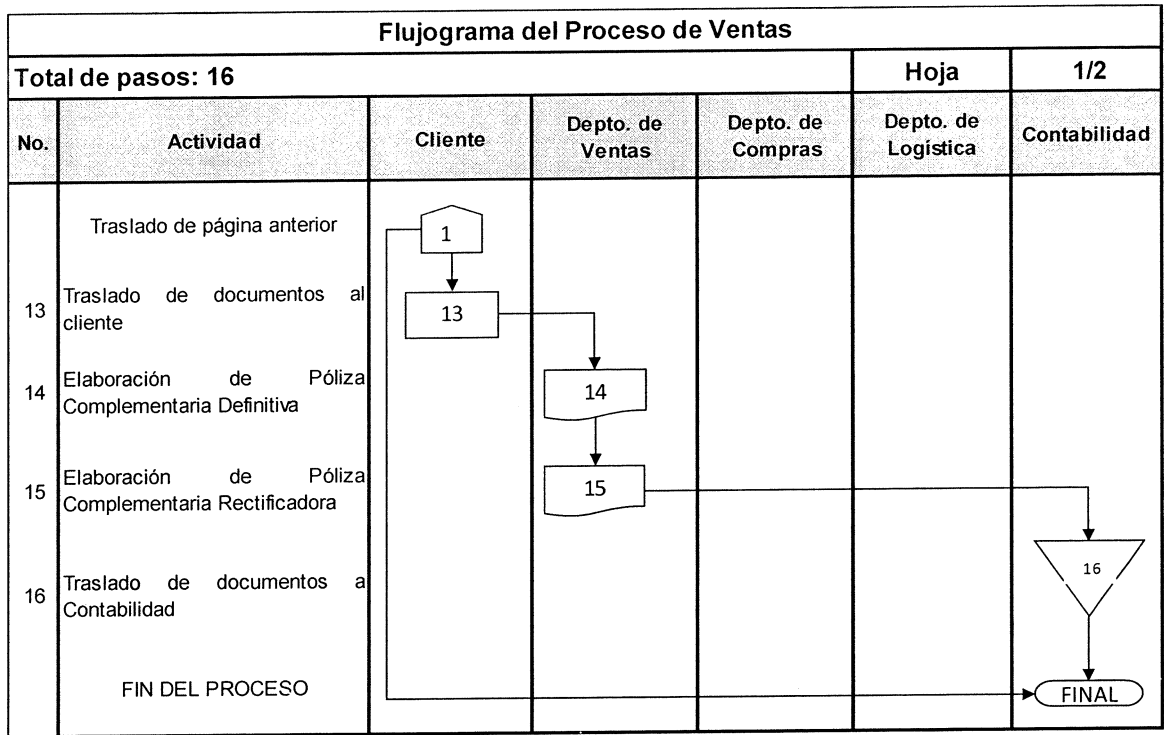 Flujograma del Proceso de Ventas
Total de pasos: 16
Hoja
1/2
No.
Actividad
Cliente
Depto. de
Ventas
Depto. de
Compras
Depto. de
Logística
Contabilidad
Traslado de página anterior
1
13
Traslado de documentos al
cliente
13
14
Elaboración de Póliza
Complementaria Definitiva
14
15
Elaboración de Póliza
Complementaria Rectificadora
15
16
Traslado de documentos a
Contabilidad
16
FIN DEL PROCESO
FINAL